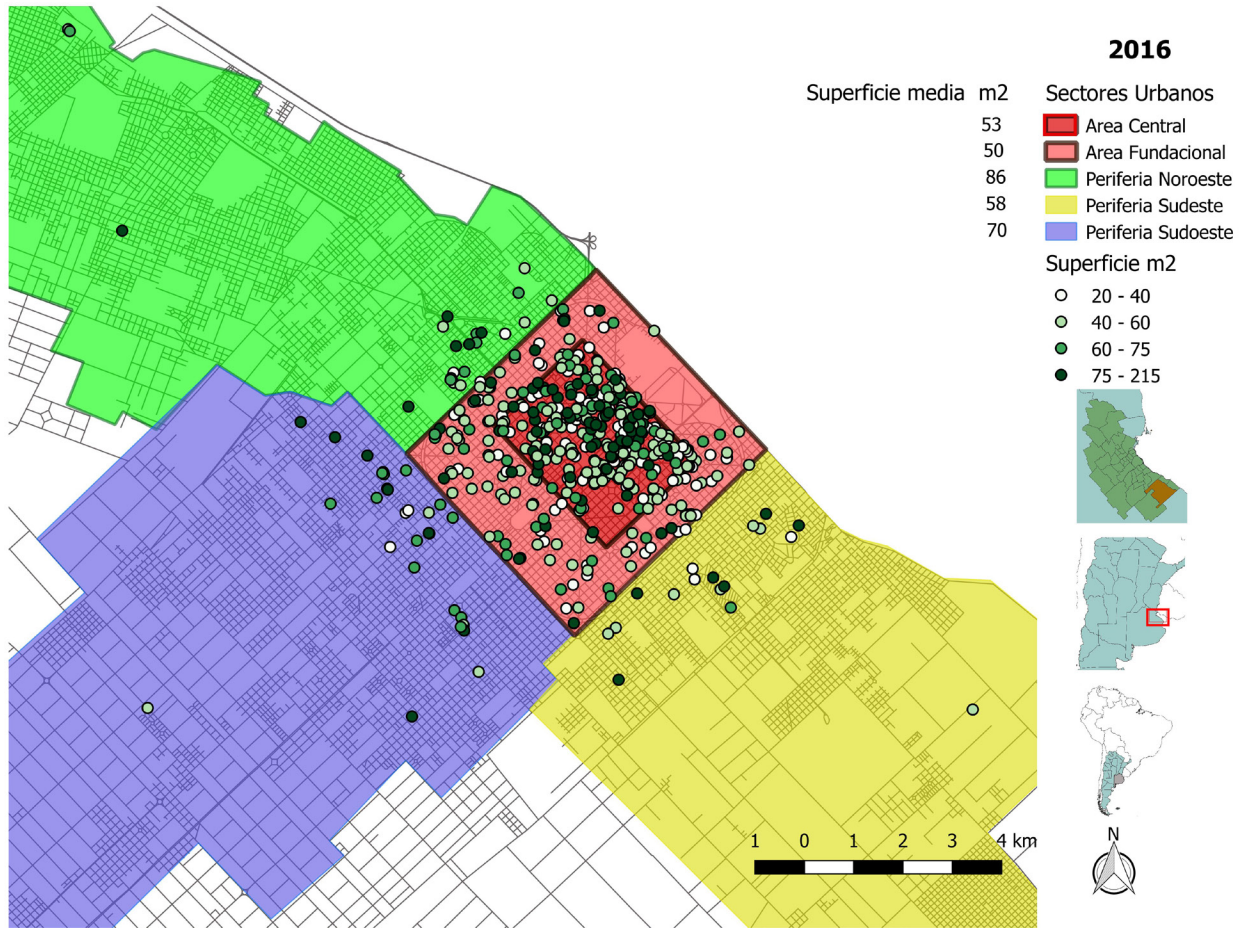 2016
Superficie media m2
Sectores Urbanos
53 Area Central
50 Area Fundacional
86 Periferia Noroeste
58 Periferia Sudeste
70 Periferia Sudoeste
Superficie m2
20 - 40
40 - 60
60 - 75
75 - 215
1 0 1 2 3 4 km
N